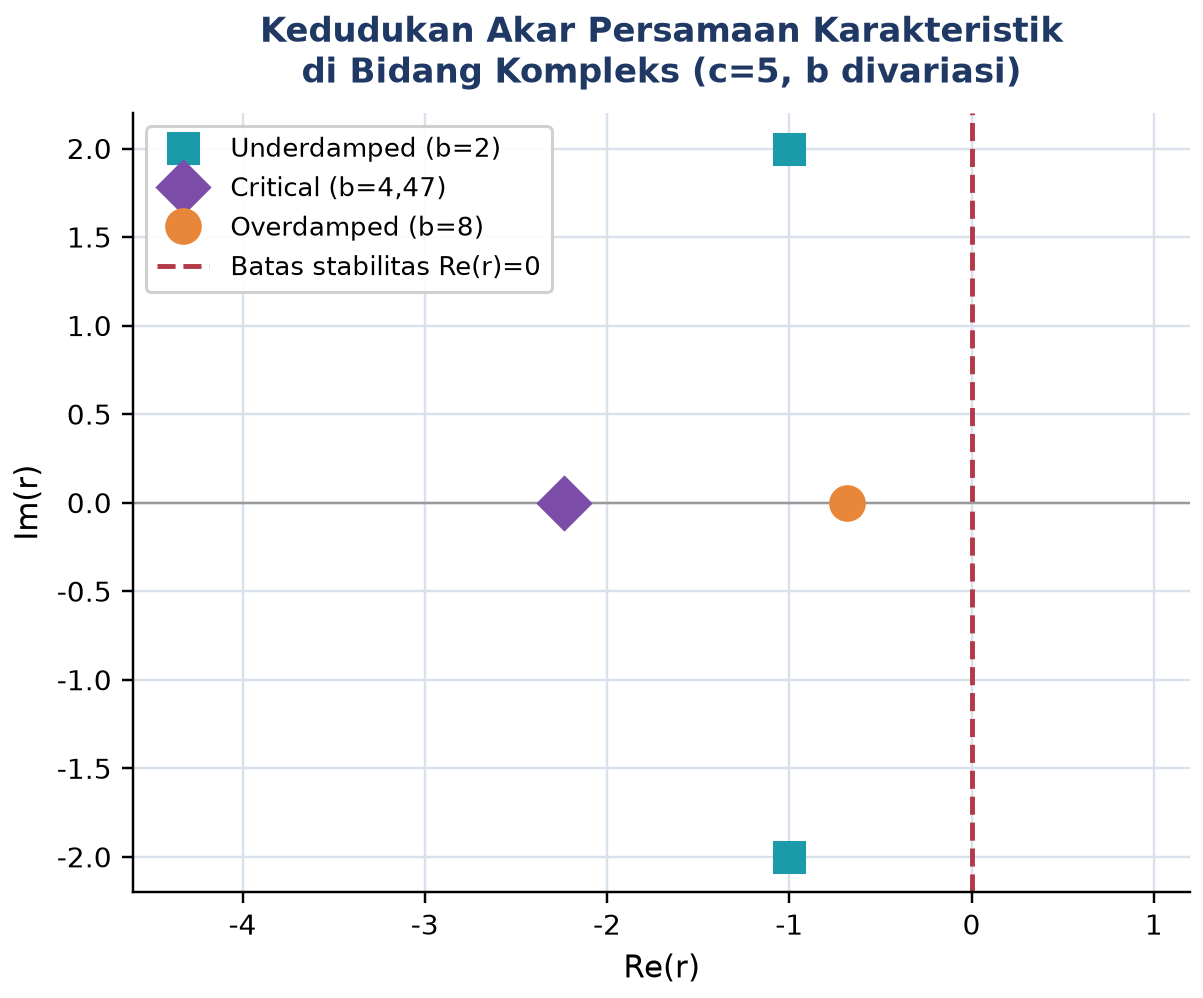 Kedudukan Akar Persamaan Karakteristik
di Bidang Kompleks (c=5, b divariasi)
Underdamped (b=2)
Critical (b=4,47)
Overdamped (b=8)
Batas stabilitas Re(r)=0
2.0
1.5
1.0
0.5
0.0
-0.5
-1.0
-1.5
-2.0
Im(r)
-4 -3 -2 -1 0 1
Re(r)